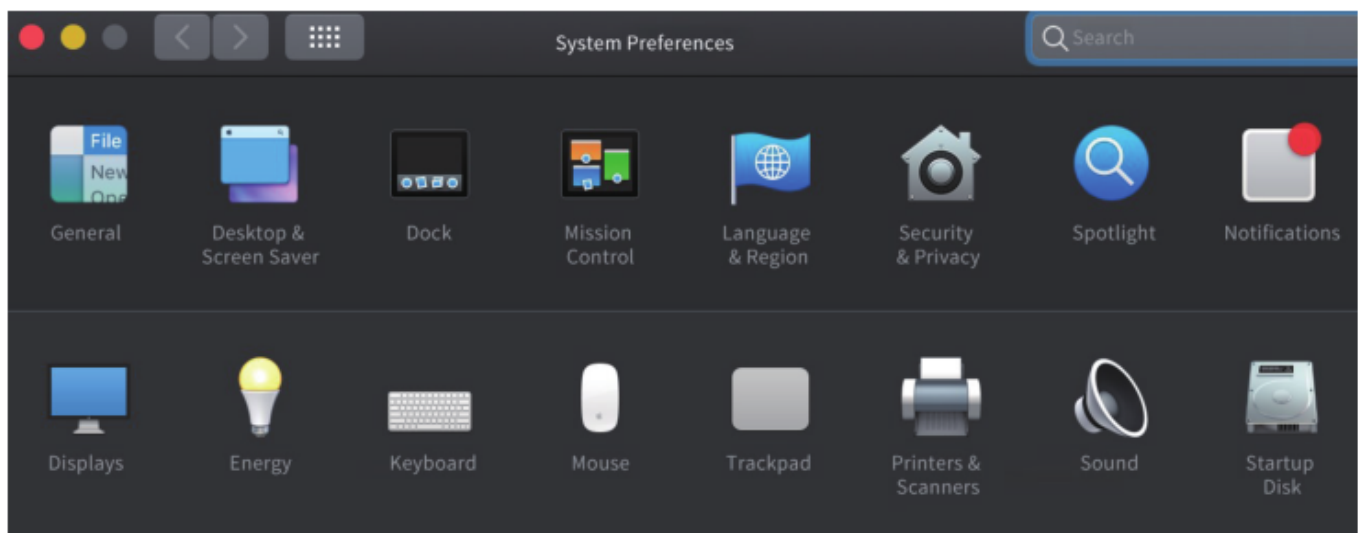 System Preferences
Search
File
New
Ope
General
Desktop &
Screen Saver
Dock
Mission
Control
Language
& Region
Security
& Privacy
Spotlight
Notifications
Displays
Energy
Keyboard
Mouse
Trackpad
Printers &
Scanners
Sound
Startup
Disk